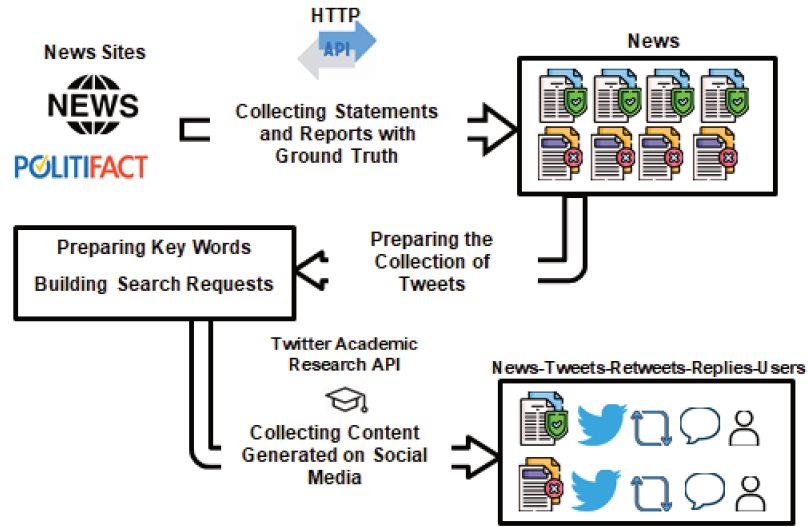 HTTP
API
News Sites
NEWS
POLITIFACT
Collecting Statements
and Reports with
Ground Truth
News
Preparing Key Words
Building Search Requests
Preparing the
Collection of
Tweets
Twitter Academic
Research API
Collecting Content
Generated on Social
Media
News-Tweets-Retweets-Replies-Users